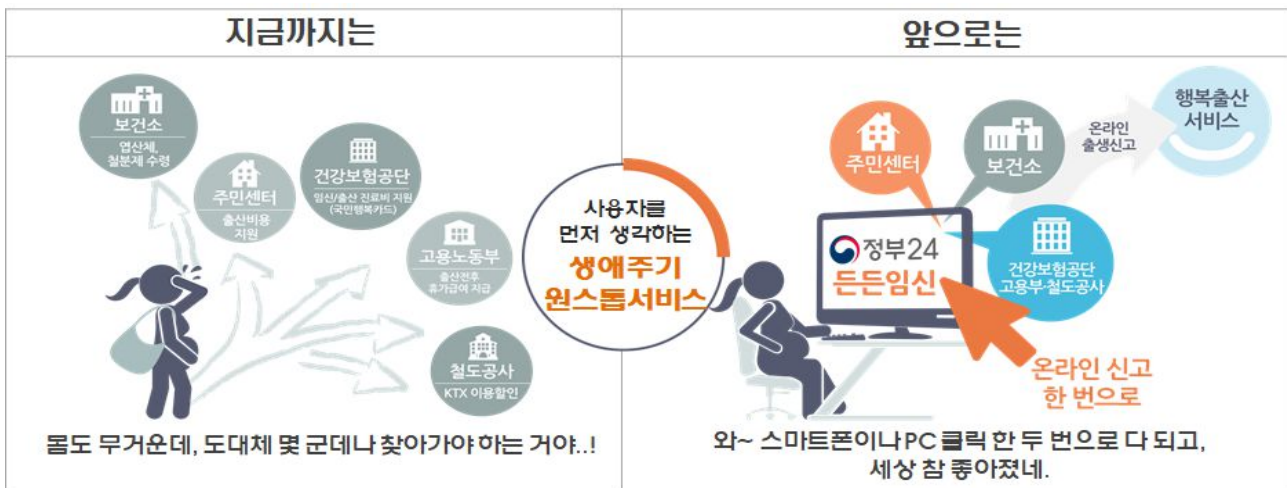 지금까지는
앞으로는
보건소
엽산제,
철분제 수령
주민센터
출산비용
지원
건강보험공단
임신/출산 진료비 지원
(국민행복카드)
고용노동부
출산전후
휴가급여 지급
철도공사
KTX 이용할인
몸도 무거운데, 도대체 몇 군데나 찾아가야 하는 거야..!
사용자를
먼저 생각하는
생애주기
원스톱서비스
주민센터
보건소
온라인
출생신고
행복출산
서비스
정부24
든든임신
건강보험공단
고용부·철도공사
온라인 신고
한 번으로
와~ 스마트폰이나 PC 클릭 한 두 번으로 다 되고,
세상 참 좋아졌네.